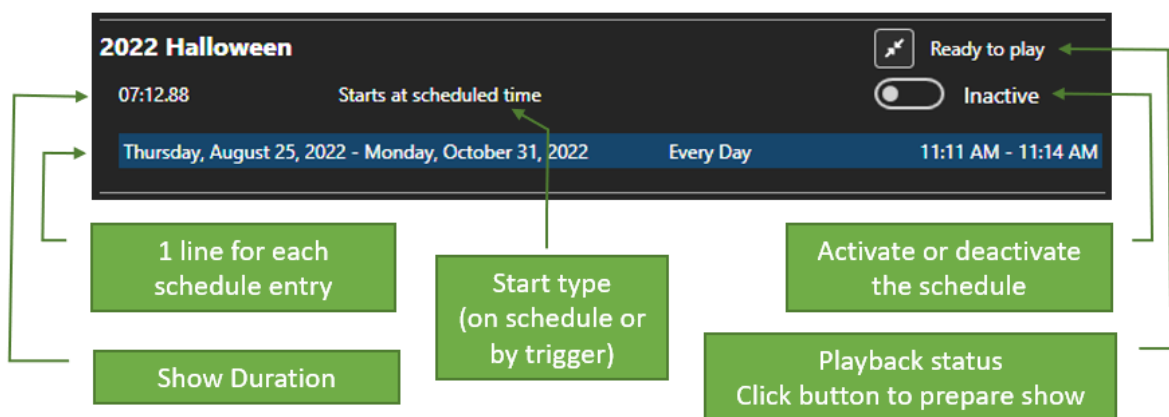 2022 Halloween
Ready to play
07:12.88
Starts at scheduled time
Inactive
Thursday, August 25, 2022 - Monday, October 31, 2022
Every Day
11:11 AM - 11:14 AM
1 line for each
schedule entry
Start type
(on schedule or
by trigger)
Activate or deactivate
the schedule
Show Duration
Playback status
Click button to prepare show